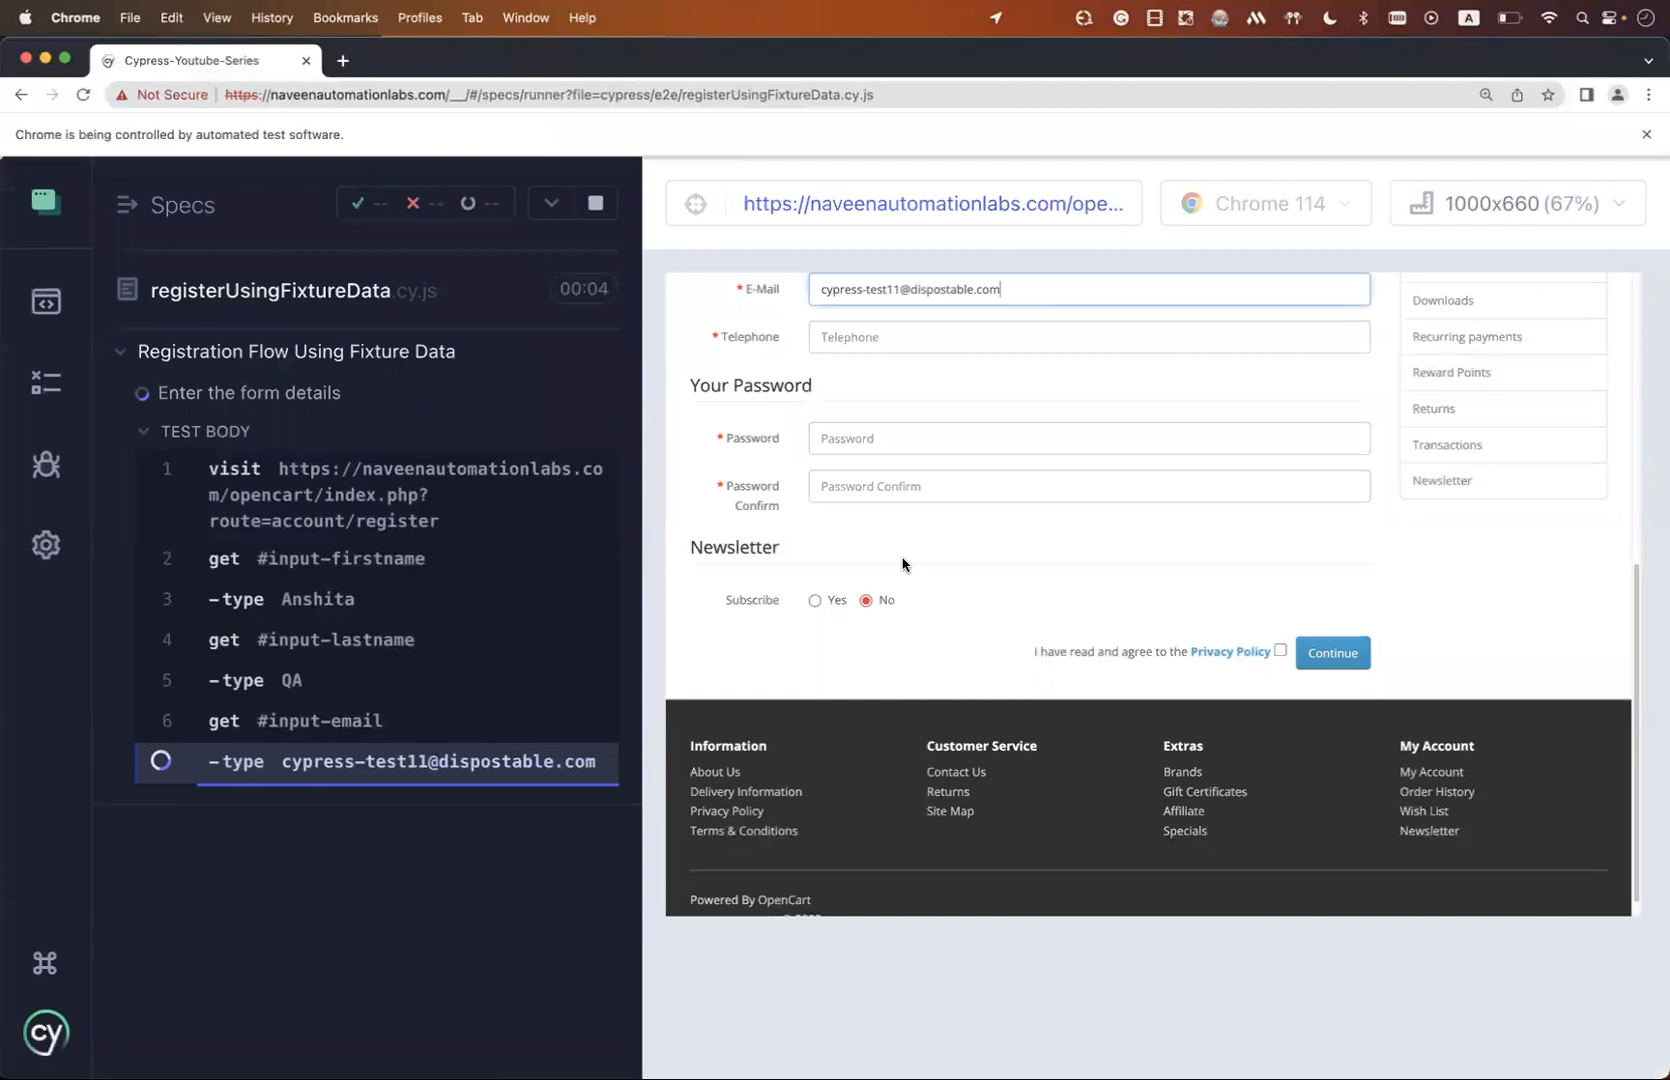 Chrome File Edit View History Bookmarks Profiles Tab Window Help A
Cypress-Youtube-Series
Not Secure https://naveenautomationlabs.com/__/#/specs/runner?file=cypress/e2e/registerUsingFixtureData.cy.js
Chrome is being controlled by automated test software.
Specs -- -- --
registerUsingFixtureData.cy.js 00:04
Registration Flow Using Fixture Data
Enter the form details
TEST BODY
1 visit https://naveenautomationlabs.co
m/opencart/index.php?
route=account/register
2 get #input-firstname
3 -type Anshita
4 get #input-lastname
5 -type QA
6 get #input-email
-type cypress-test11@dispostable.com
cy
https://naveenautomationlabs.com/ope... Chrome 114 1000x660 (67%)
* E-Mail cypress-test11@dispostable.com
* Telephone Telephone
Your Password
* Password Password
* Password
Confirm
Password Confirm
Newsletter
Subscribe Yes No
I have read and agree to the Privacy Policy Continue
Downloads
Recurring payments
Reward Points
Returns
Transactions
Newsletter
Information
About Us
Delivery Information
Privacy Policy
Terms & Conditions
Customer Service
Contact Us
Returns
Site Map
Extras
Brands
Gift Certificates
Affiliate
Specials
My Account
My Account
Order History
Wish List
Newsletter
Powered By OpenCart